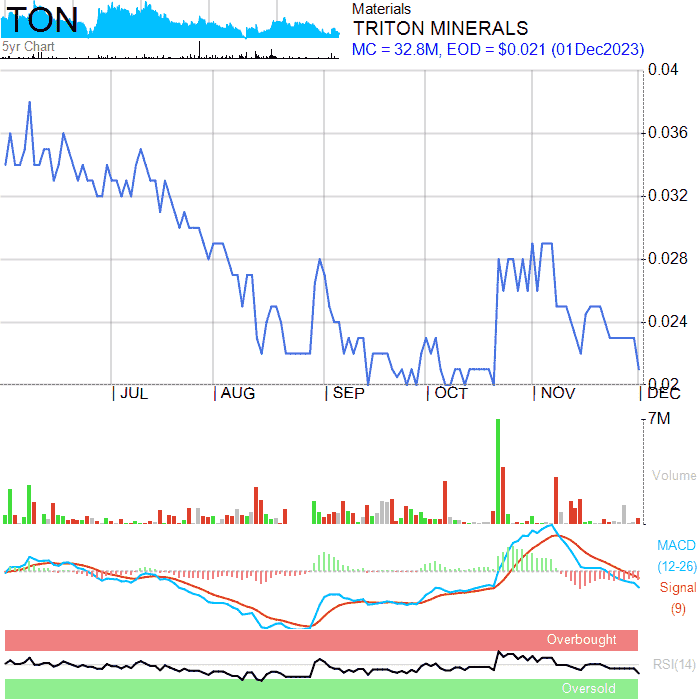 TON
5yr Chart
Materials
TRITON MINERALS
MC = 32.8M, EOD = $0.021 (01Dec2023)
0.04
0.036
0.032
0.028
0.024
0.02
JUL
AUG
SEP
OCT
NOV
DEC
7M
Volume
MACD
(12-26)
Signal
(9)
Overbought
RSI(14)
Oversold